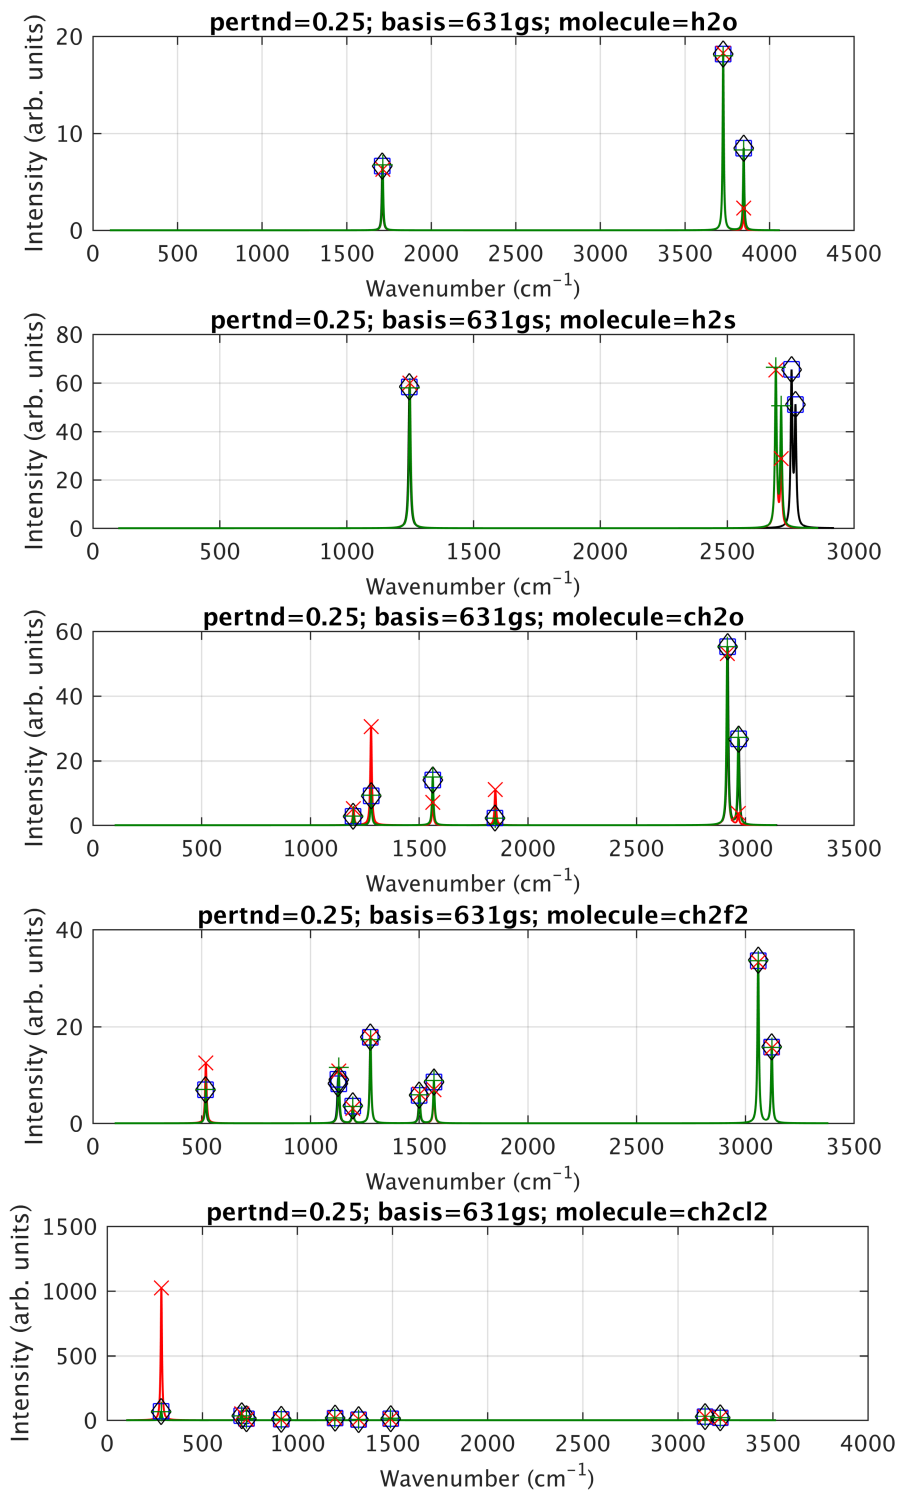 pertnd=0.25; basis=631gs; molecule=h2o
Intensity (arb. units)
20
10
0
0 500 1000 1500 2000 2500 3000 3500 4000 4500
Wavenumber (cm⁻¹)
pertnd=0.25; basis=631gs; molecule=h2s
Intensity (arb. units)
80
60
40
20
0
0 500 1000 1500 2000 2500 3000
Wavenumber (cm⁻¹)
pertnd=0.25; basis=631gs; molecule=ch2o
Intensity (arb. units)
60
40
20
0
0 500 1000 1500 2000 2500 3000 3500
Wavenumber (cm⁻¹)
pertnd=0.25; basis=631gs; molecule=ch2f2
Intensity (arb. units)
40
20
0
0 500 1000 1500 2000 2500 3000 3500
Wavenumber (cm⁻¹)
pertnd=0.25; basis=631gs; molecule=ch2cl2
Intensity (arb. units)
1500
1000
500
0
0 500 1000 1500 2000 2500 3000 3500 4000
Wavenumber (cm⁻¹)